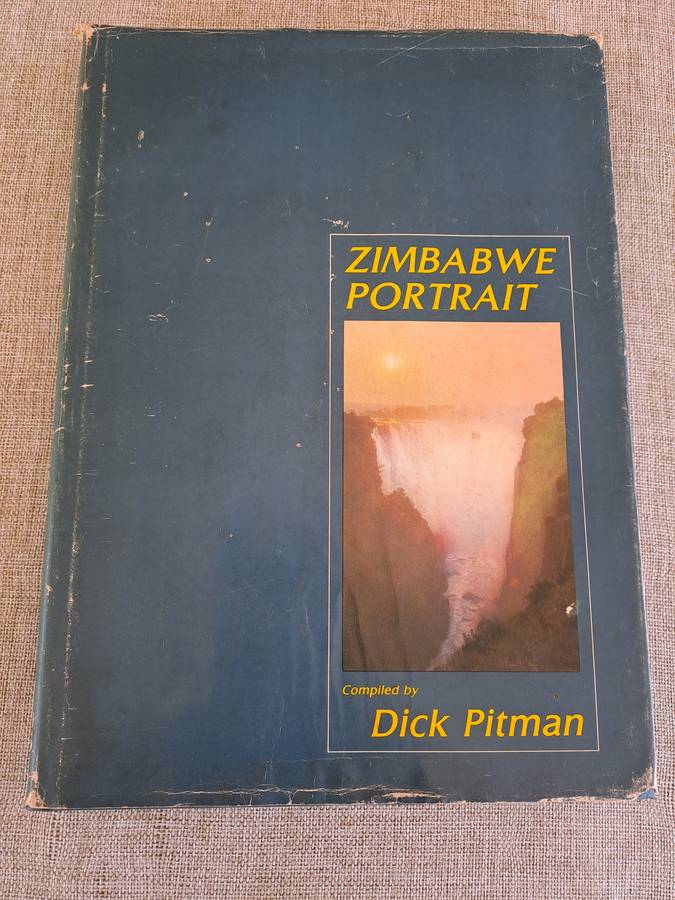 ZIMBABWE
PORTRAIT
Compiled by
Dick Pitman